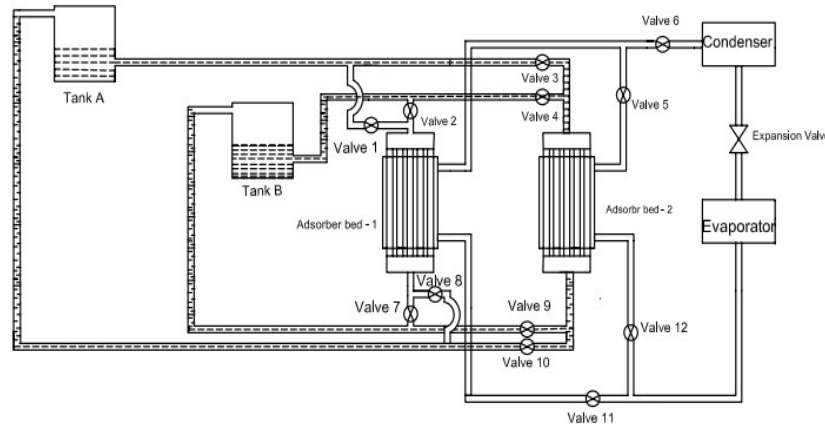 Valve 6
Condenser
Tank A
Valve 3
Valve 5
Valve 2
Valve 4
Valve 1
Expansion Valve
Tank B
Adsorber bed - 1
Adsorbr bed - 2
Evaporator
Valve 8
Valve 7
Valve 9
Valve 12
Valve 10
Valve 11